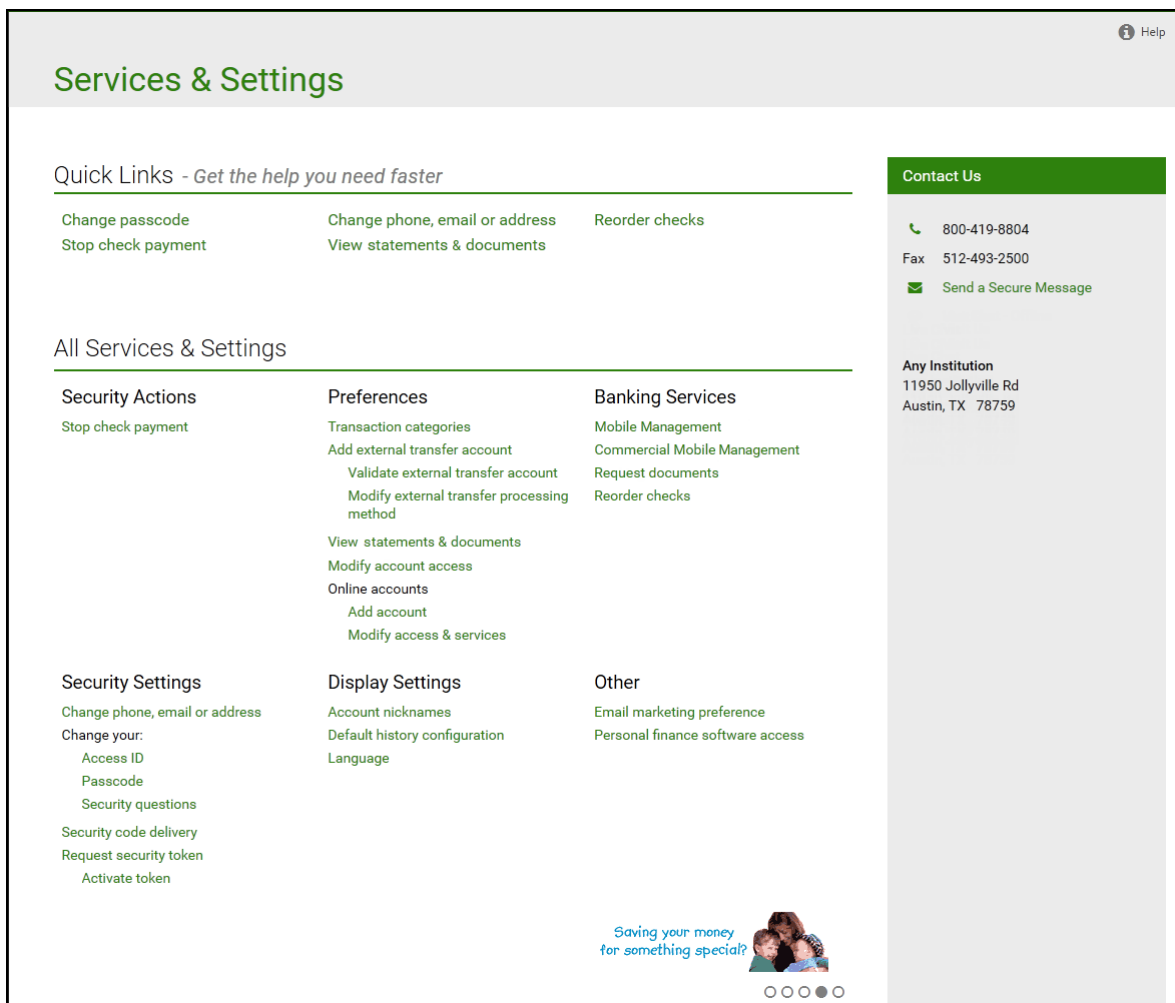 Help
Services & Settings
Quick Links - Get the help you need faster
Change passcode
Change phone, email or address
Reorder checks
Stop check payment
View statements & documents
All Services & Settings
Security Actions
Stop check payment
Preferences
Transaction categories
Add external transfer account
Validate external transfer account
Modify external transfer processing
method
View statements & documents
Modify account access
Online accounts
Add account
Modify access & services
Banking Services
Mobile Management
Commercial Mobile Management
Request documents
Reorder checks
Security Settings
Change phone, email or address
Change your:
Access ID
Passcode
Security questions
Security code delivery
Request security token
Activate token
Display Settings
Account nicknames
Default history configuration
Language
Other
Email marketing preference
Personal finance software access
Saving your money
for something special?
Contact Us
800-419-8804
Fax 512-493-2500
Send a Secure Message
Any Institution
11950 Jollyville Rd
Austin, TX 78759